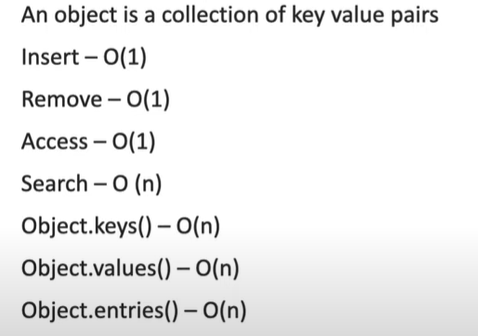 An object is a collection of key value pairs
Insert – O(1)
Remove – O(1)
Access – O(1)
Search – O (n)
Object.keys() – O(n)
Object.values() – O(n)
Object.entries() – O(n)